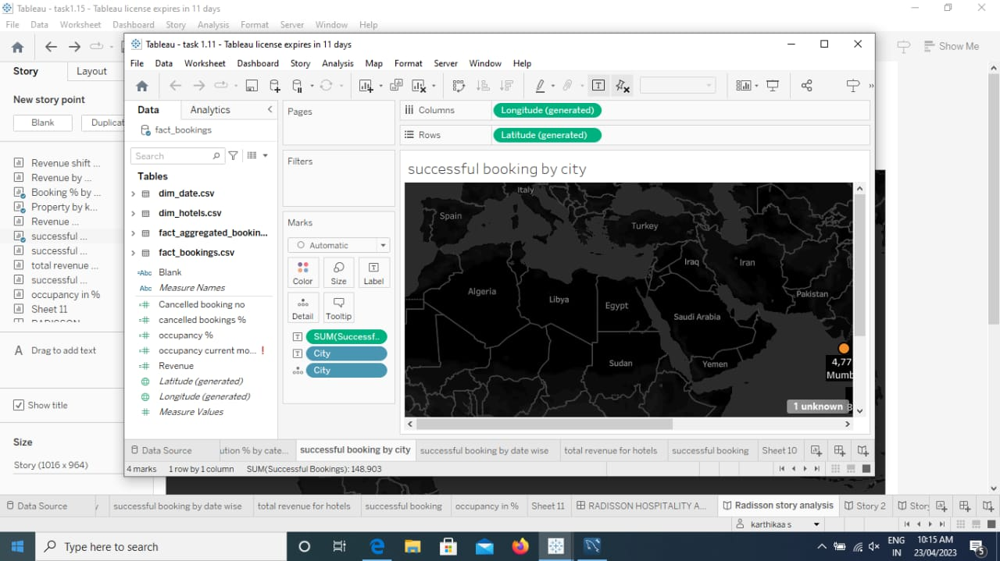 Tableau - task1.15 - Tableau license expires in 11 days
File Data Worksheet Dashboard Story Analysis Format Server Window Help
Show Me
Story Layout
New story point
Blank Duplicat
Revenue shift ...
Revenue by ...
Booking % by ...
Property by k...
Revenue ...
successful ...
successful ...
total revenue ...
successful ...
occupancy in %
Sheet 11
A Drag to add text
Show title
Size
Story (1016 x 964)
Tableau - task 1.11 - Tableau license expires in 11 days
File Data Worksheet Dashboard Story Analysis Map Format Server Window Help
Data Analytics
fact_bookings
Search
Tables
dim_date.csv
dim_hotels.csv
fact_aggregated_bookin...
fact_bookings.csv
=Abc Blank
Abc Measure Names
Cancelled booking no
cancelled bookings %
occupancy %
occupancy current mo... !
Revenue
Latitude (generated)
Longitude (generated)
Measure Values
Pages
Filters
Marks
Automatic
Color Size Label
Detail Tooltip
SUM(Successf..
City
City
Columns Longitude (generated)
Rows Latitude (generated)
successful booking by city
Italy
Spain
Turkey
Iraq
Iran
Algeria
Libya
Egypt
Pakistan
Saudi Arabia
Sudan
Yemen
4,77
Mumb
1 unknown
Data Source ution % by cate... successful booking by city successful booking by date wise total revenue for hotels successful booking Sheet 10
4 marks 1 row by 1 column SUM(Successful Bookings): 148,903
Data Source y successful booking by date wise total revenue for hotels successful booking occupancy in % Sheet 11 RADISSON HOSPITALITY A... Radisson story analysis Story 2 Story
karthikaa s
Type here to search
ENG
IN
10:15 AM
23/04/2023
5